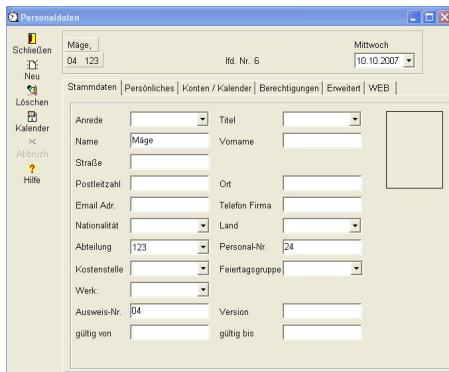 Personaldaten
Schließen
Neu
Löschen
Kalender
Abbruch
Hilfe
Mäge,
04 123
lfd. Nr. 6
Mittwoch
10.10.2007
Stammdaten Persönliches Konten / Kalender Berechtigungen Erweitert WEB
Anrede Titel
Name Mäge Vorname
Straße
Postleitzahl Ort
Email Adr. Telefon Firma
Nationalität Land
Abteilung 123 Personal-Nr. 24
Kostenstelle Feiertagsgruppe
Werk:
Ausweis-Nr. 04 Version
gültig von gültig bis